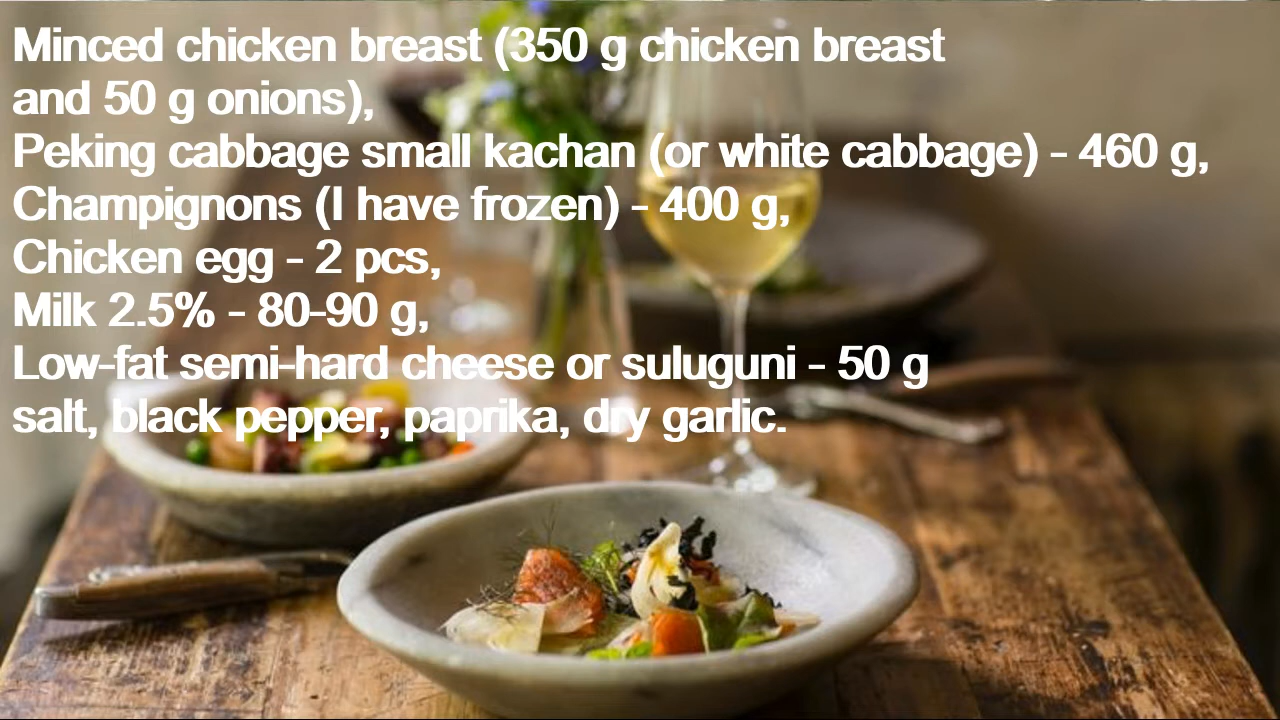 Minced chicken breast (350 g chicken breast
and 50 g onions),
Peking cabbage small kachan (or white cabbage) - 460 g,
Champignons (I have frozen) - 400 g,
Chicken egg - 2 pcs,
Milk 2.5% - 80-90 g,
Low-fat semi-hard cheese or suluguni - 50 g
salt, black pepper, paprika, dry garlic.